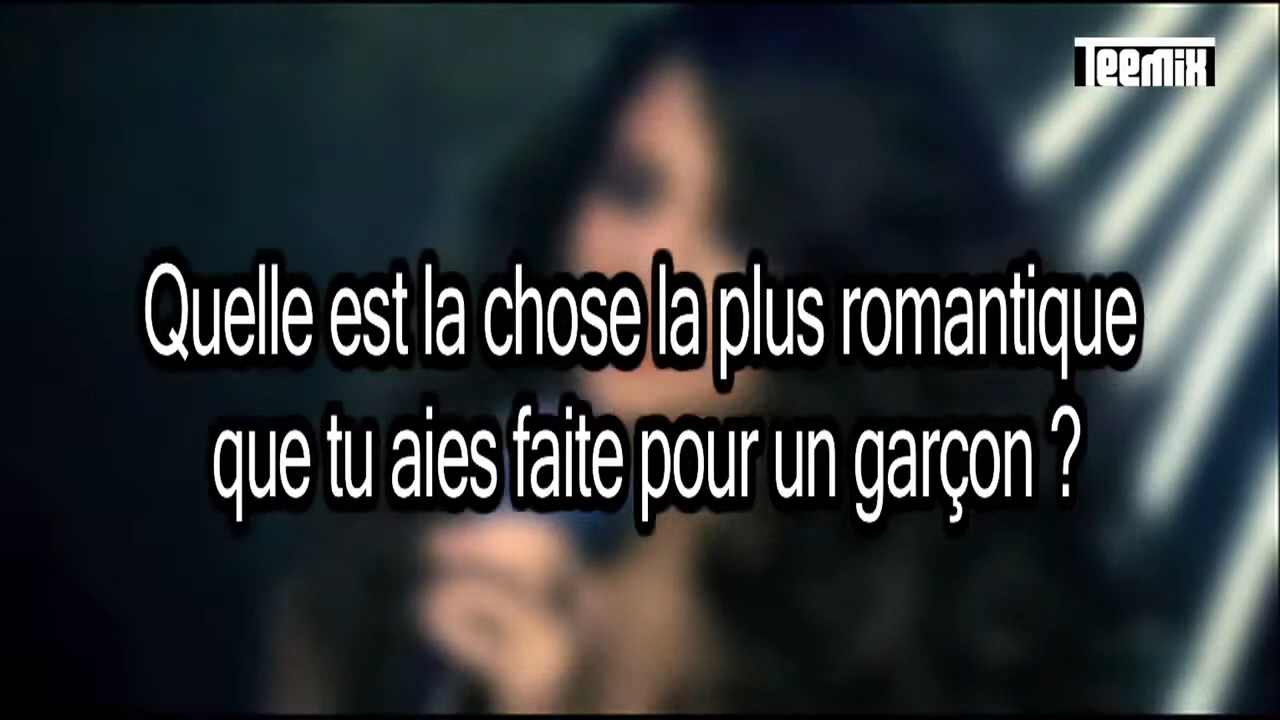 Teemix
Quelle est la chose la plus romantique
que tu aies faite pour un garçon ?